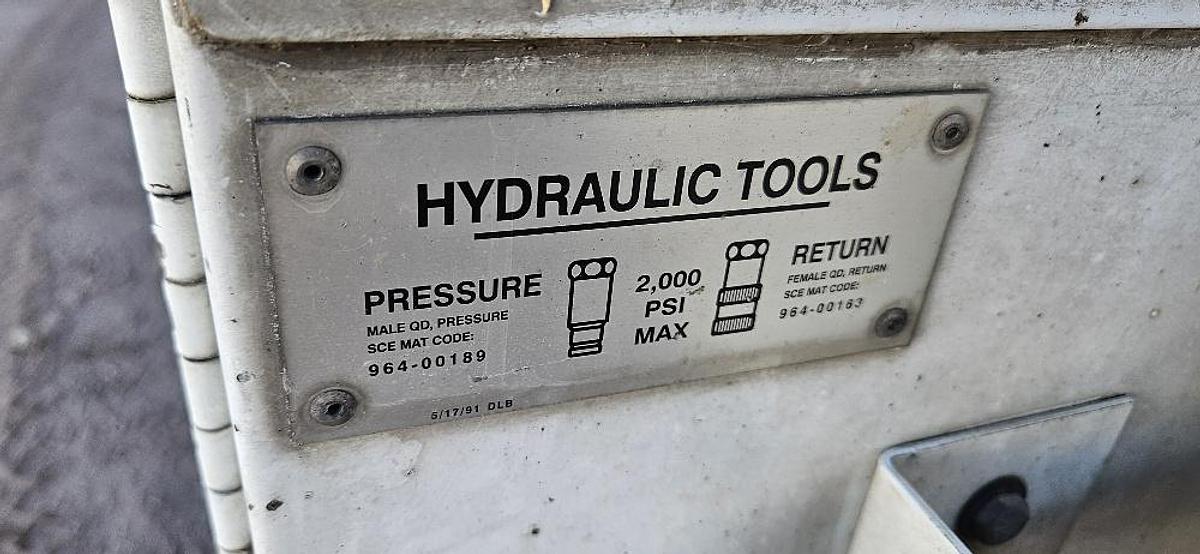 HYDRAULIC TOOLS
PRESSURE
MALE QD, PRESSURE
SCE MAT CODE:
964-00189
2,000
PSI
MAX
RETURN
FEMALE QD, RETURN
SCE MAT CODE:
964-00163
5/17/91 DLB